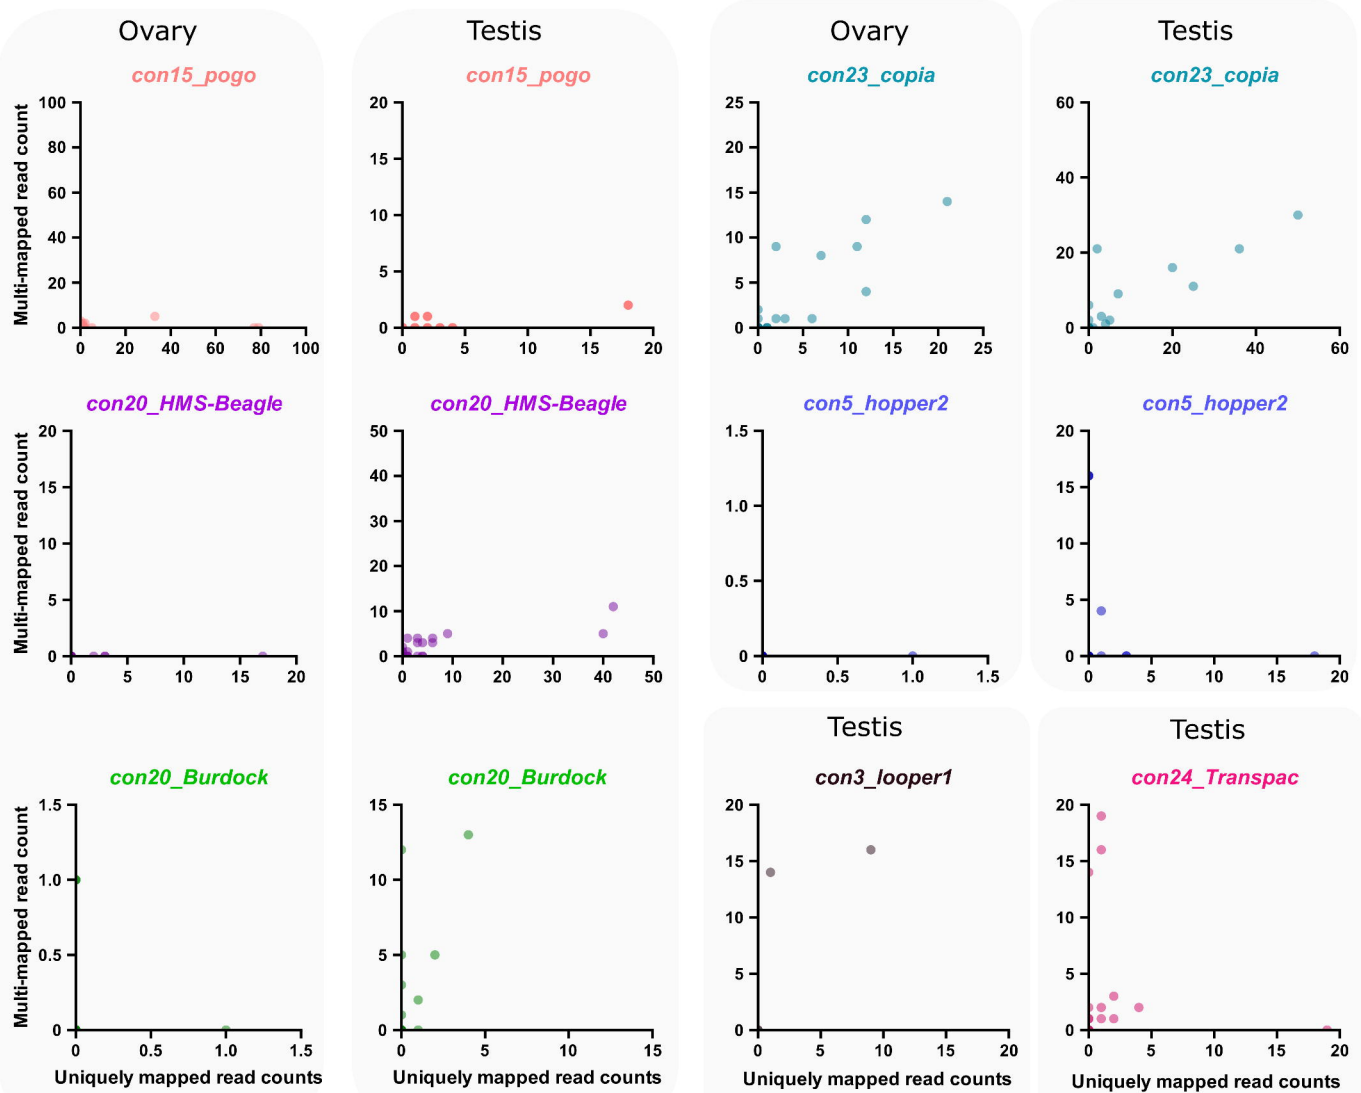 Ovary
Testis
Ovary
Testis
con15_pogo
con15_pogo
con23_copia
con23_copia
Multi-mapped read count
100
80
60
40
20
0
0 20 40 60 80 100
20
15
10
5
0
0 5 10 15 20
25
20
15
10
5
0
0 5 10 15 20 25
60
40
20
0
0 20 40 60
con20_HMS-Beagle
con20_HMS-Beagle
con5_hopper2
con5_hopper2
Multi-mapped read count
20
15
10
5
0
0 5 10 15 20
50
40
30
20
10
0
0 10 20 30 40 50
1.5
1.0
0.5
0
0 0.5 1.0 1.5
20
15
10
5
0
0 5 10 15 20
Testis
Testis
con20_Burdock
con20_Burdock
con3_looper1
con24_Transpac
Multi-mapped read count
1.5
1.0
0.5
0
0 0.5 1.0 1.5
Uniquely mapped read counts
15
10
5
0
0 5 10 15
Uniquely mapped read counts
20
15
10
5
0
0 5 10 15 20
Uniquely mapped read counts
20
15
10
5
0
0 5 10 15 20
Uniquely mapped read counts